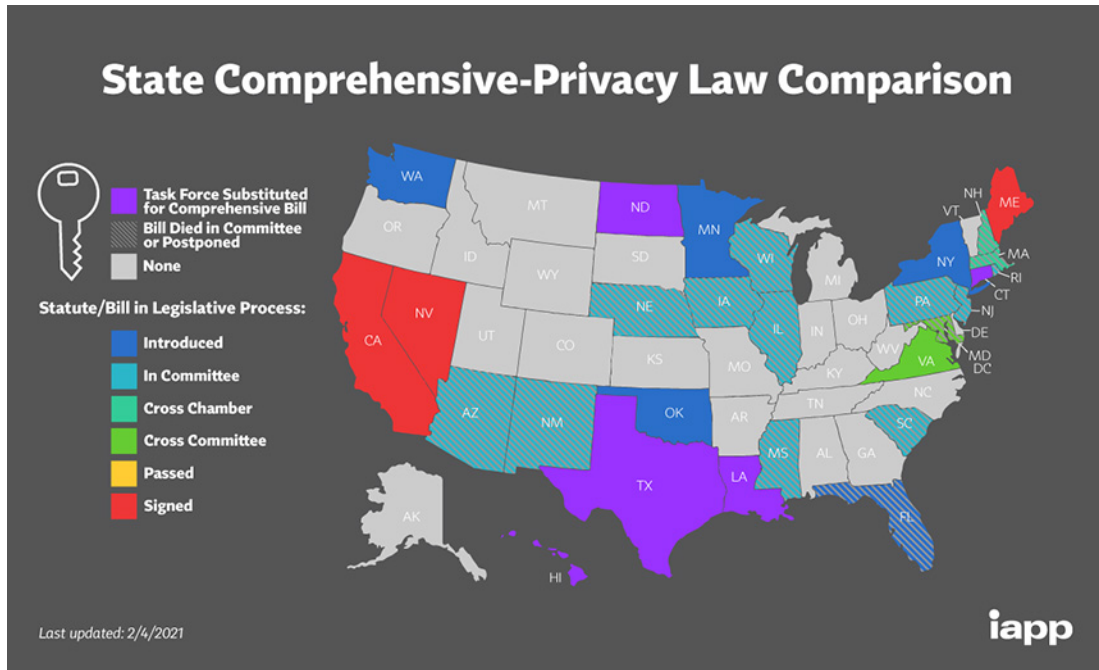 State Comprehensive-Privacy Law Comparison
Task Force Substituted
for Comprehensive Bill
Bill Died in Committee
or Postponed
None
Statute/Bill in Legislative Process:
Introduced
In Committee
Cross Chamber
Cross Committee
Passed
Signed
WA
OR
ID
MT
WY
NV
CA
UT
CO
AZ
NM
ND
SD
NE
KS
OK
TX
MN
IA
MO
AR
LA
WI
IL
MS
MI
IN
OH
KY
TN
AL
GA
FL
SC
NC
VA
WV
PA
NY
VT
NH
ME
MA
RI
CT
NJ
DE
MD
DC
AK
HI
Last updated: 2/4/2021
iapp